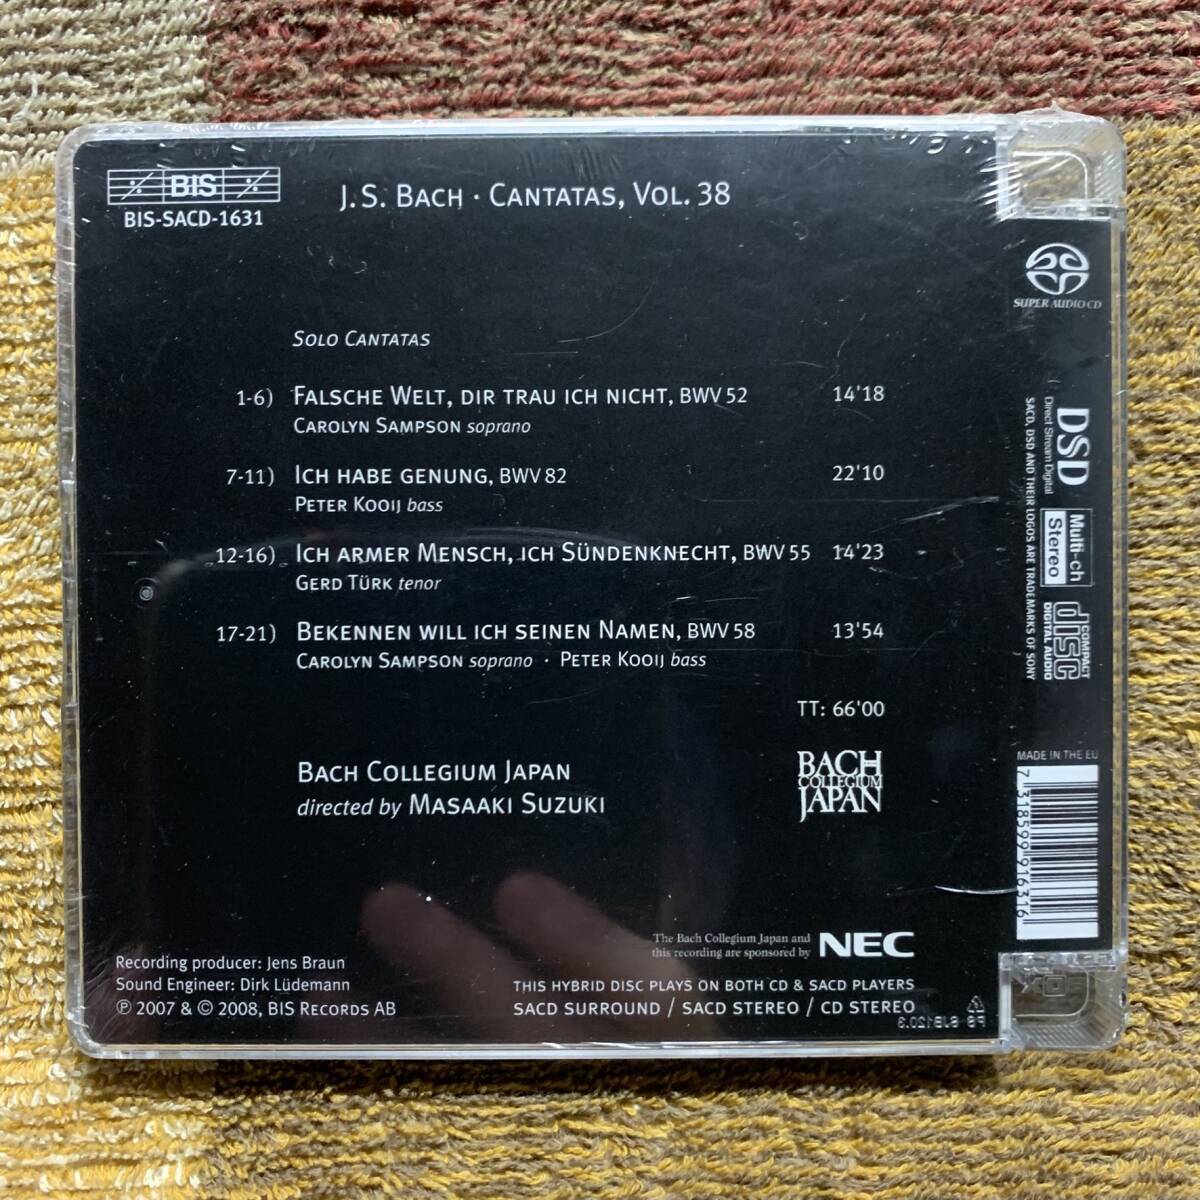 BIS
BIS-SACD-1631
J.S. BACH · CANTATAS, VOL. 38
SOLO CANTATAS
1-6) FALSCHE WELT, DIR TRAU ICH NICHT, BWV 52 14'18
CAROLYN SAMPSON soprano
7-11) ICH HABE GENUNG, BWV 82 22'10
PETER KOOIJ bass
12-16) ICH ARMER MENSCH, ICH SÜNDENKNECHT, BWV 55 14'23
GERD TÜRK tenor
17-21) BEKENNEN WILL ICH SEINEN NAMEN, BWV 58 13'54
CAROLYN SAMPSON soprano · PETER KOOIJ bass
TT: 66'00
BACH COLLEGIUM JAPAN
directed by MASAAKI SUZUKI
BACH
COLLEGIUM
JAPAN
The Bach Collegium Japan and
this recording are sponsored by NEC
Recording producer: Jens Braun
Sound Engineer: Dirk Lüdemann
℗ 2007 & © 2008, BIS RECORDS AB
THIS HYBRID DISC PLAYS ON BOTH CD & SACD PLAYERS
SACD SURROUND / SACD STEREO / CD STEREO
SUPER AUDIO CD
DSD
Direct Stream Digital
SACD, DSD AND THEIR LOGOS ARE TRADEMARKS OF SONY
Multi-ch
Stereo
COMPACT
disc
DIGITAL AUDIO
MADE IN THE EU
7 318599 916316